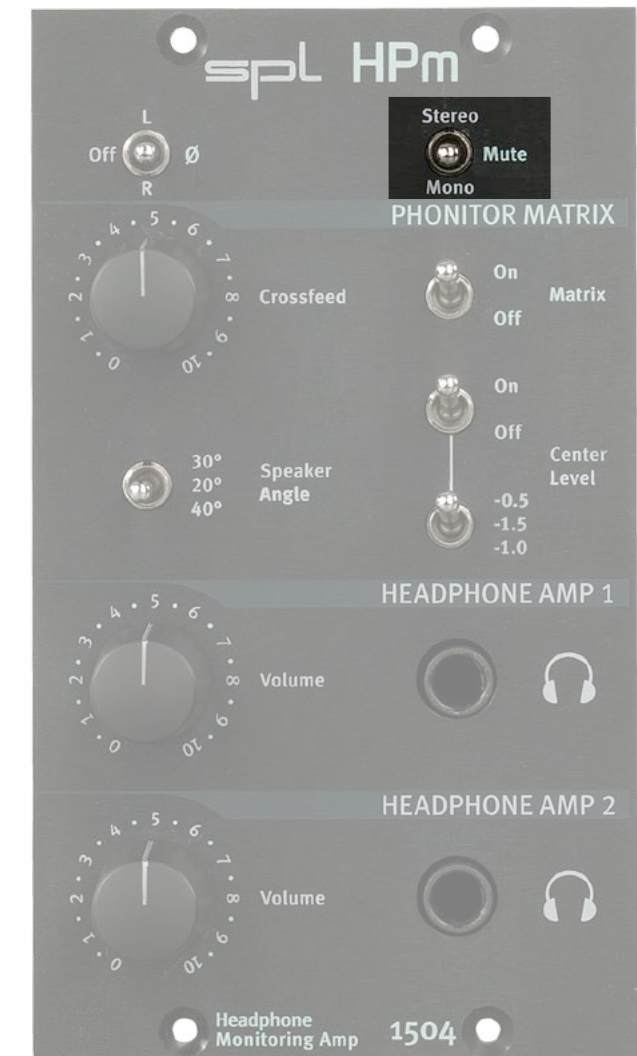 spl HPm
L
Off Ø
R
Stereo
Mute
Mono
PHONITOR MATRIX
0 1 2 3 4 5 6 7 8 9 10
Crossfeed
On
Off
Matrix
On
Off
Center
Level
-0.5
-1.5
-1.0
30°
20°
40°
Speaker
Angle
HEADPHONE AMP 1
0 1 2 3 4 5 6 7 8 9 10
Volume
HEADPHONE AMP 2
0 1 2 3 4 5 6 7 8 9 10
Volume
Headphone
Monitoring Amp
1504